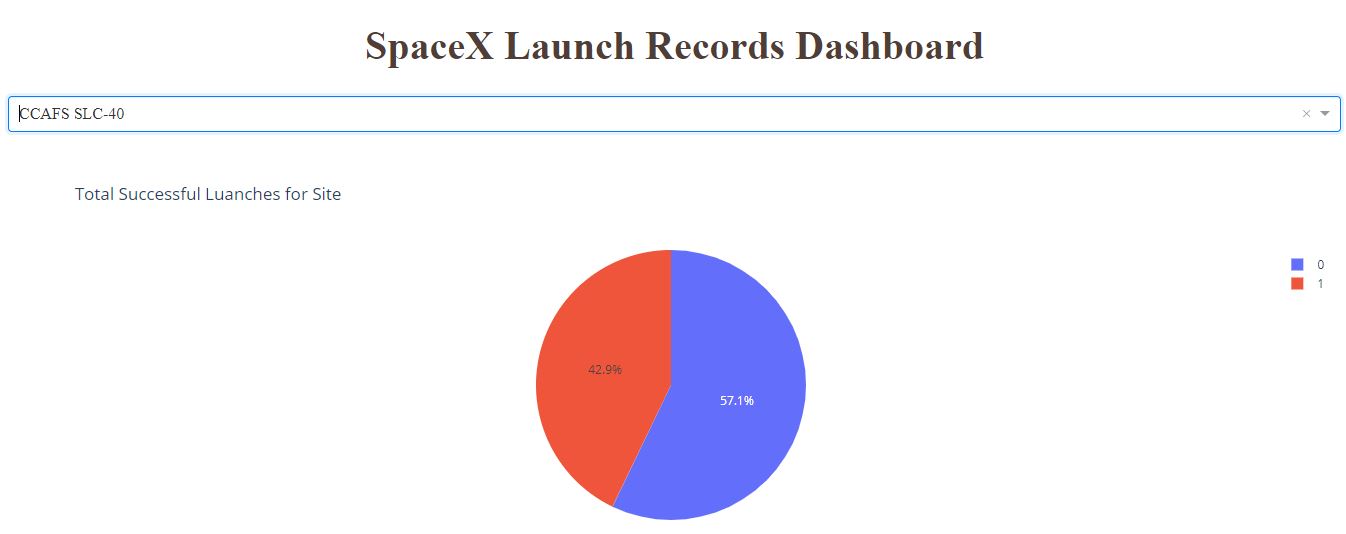 SpaceX Launch Records Dashboard
CCAFS SLC-40
Total Successful Luanches for Site
0
1
42.9%
57.1%